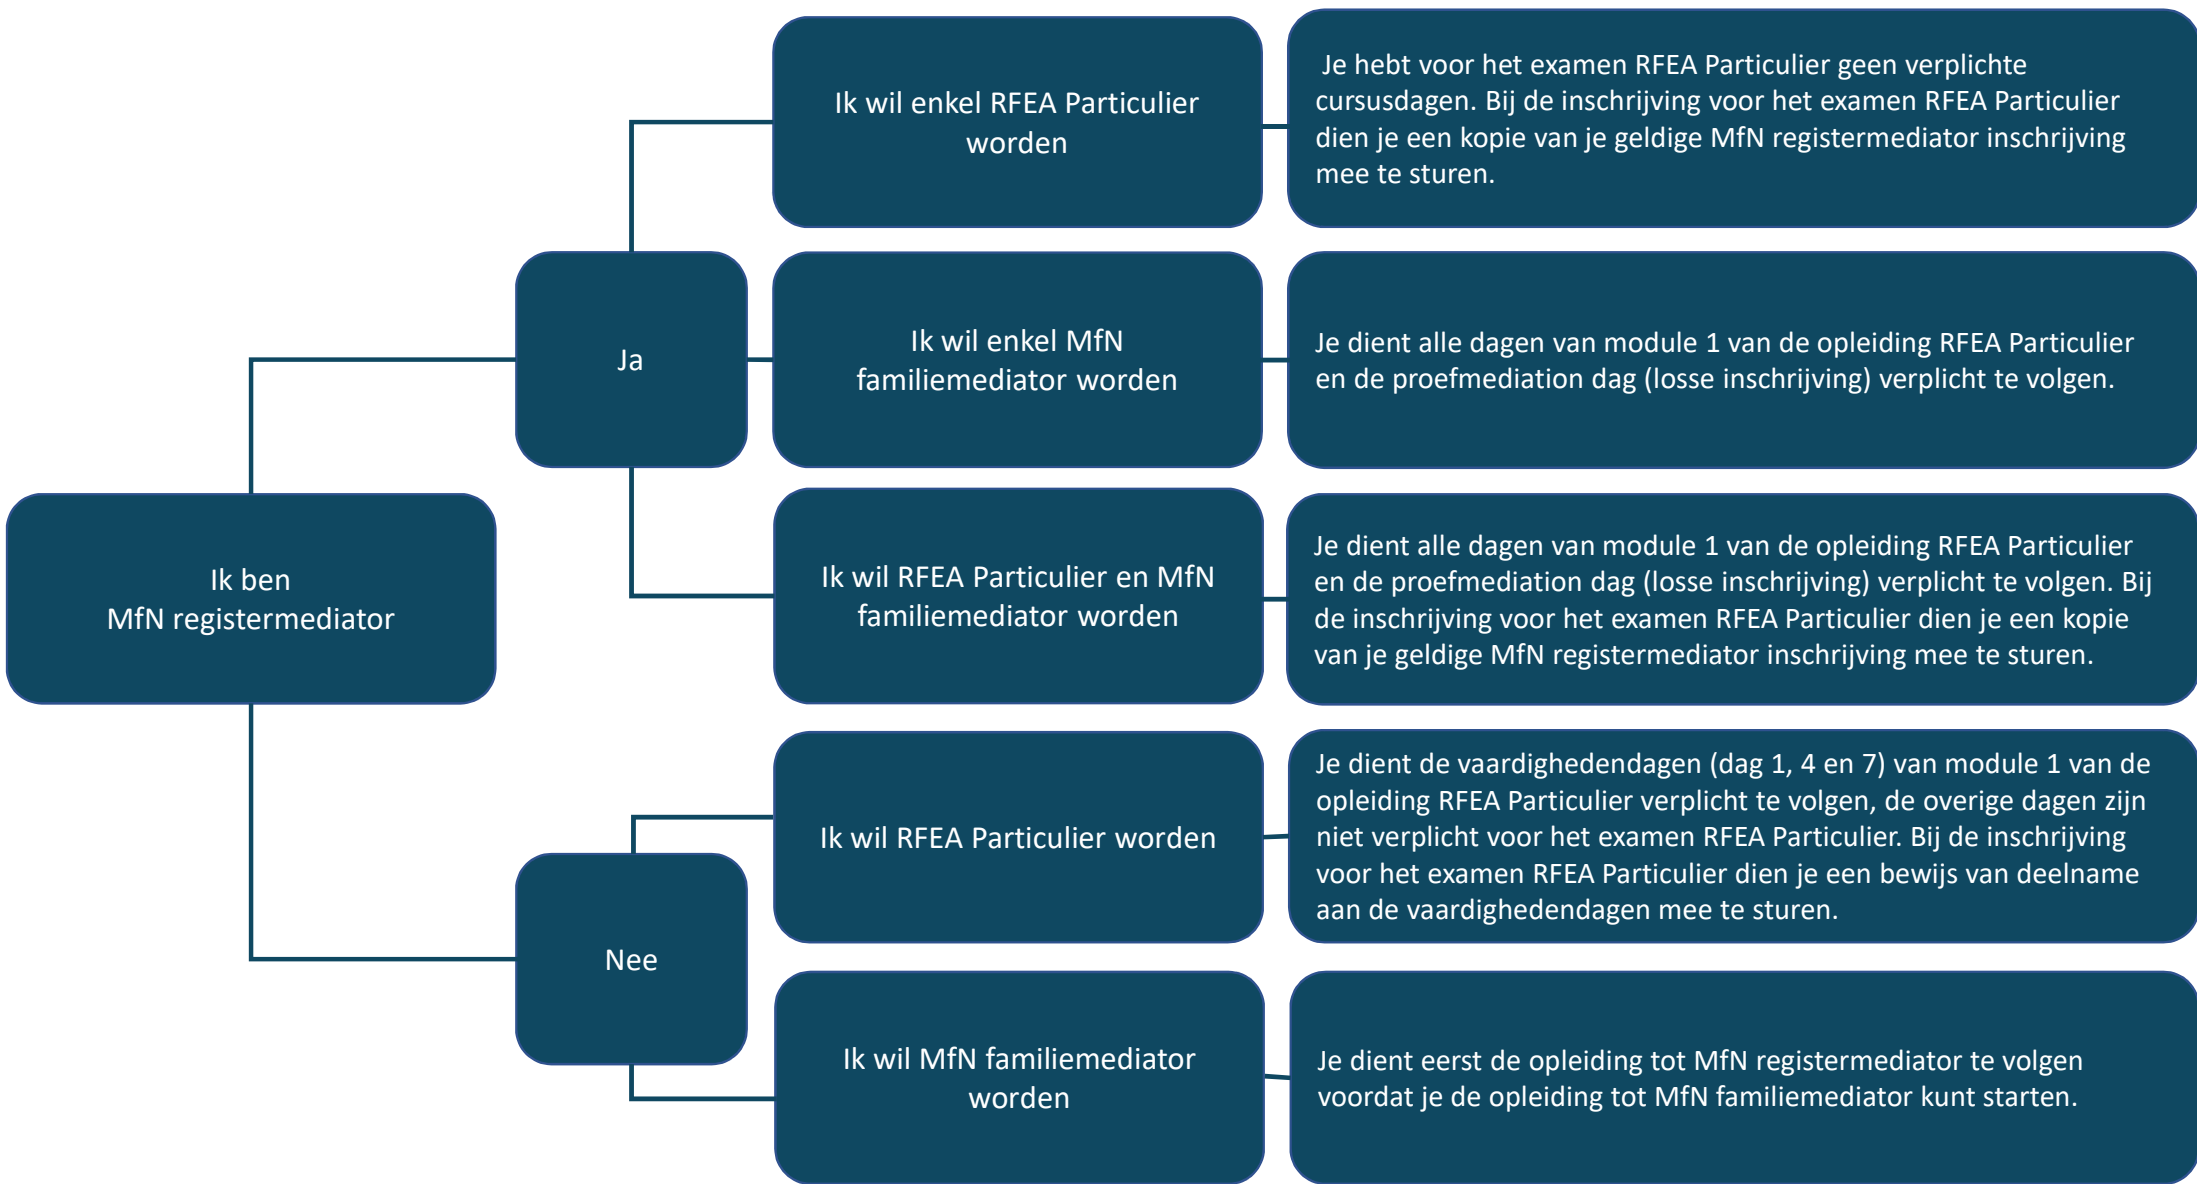 Ik ben
MfN registermediator
Ja
Ik wil enkel RFEA Particulier
worden
Je hebt voor het examen RFEA Particulier geen verplichte
cursusdagen. Bij de inschrijving voor het examen RFEA Particulier
dien je een kopie van je geldige MfN registermediator inschrijving
mee te sturen.
Ik wil enkel MfN
familiemediator worden
Je dient alle dagen van module 1 van de opleiding RFEA Particulier
en de proefmediation dag (losse inschrijving) verplicht te volgen.
Ik wil RFEA Particulier en MfN
familiemediator worden
Je dient alle dagen van module 1 van de opleiding RFEA Particulier
en de proefmediation dag (losse inschrijving) verplicht te volgen. Bij
de inschrijving voor het examen RFEA Particulier dien je een kopie
van je geldige MfN registermediator inschrijving mee te sturen.
Nee
Ik wil RFEA Particulier worden
Je dient de vaardighedendagen (dag 1, 4 en 7) van module 1 van de
opleiding RFEA Particulier verplicht te volgen, de overige dagen zijn
niet verplicht voor het examen RFEA Particulier. Bij de inschrijving
voor het examen RFEA Particulier dien je een bewijs van deelname
aan de vaardighedendagen mee te sturen.
Ik wil MfN familiemediator
worden
Je dient eerst de opleiding tot MfN registermediator te volgen
voordat je de opleiding tot MfN familiemediator kunt starten.